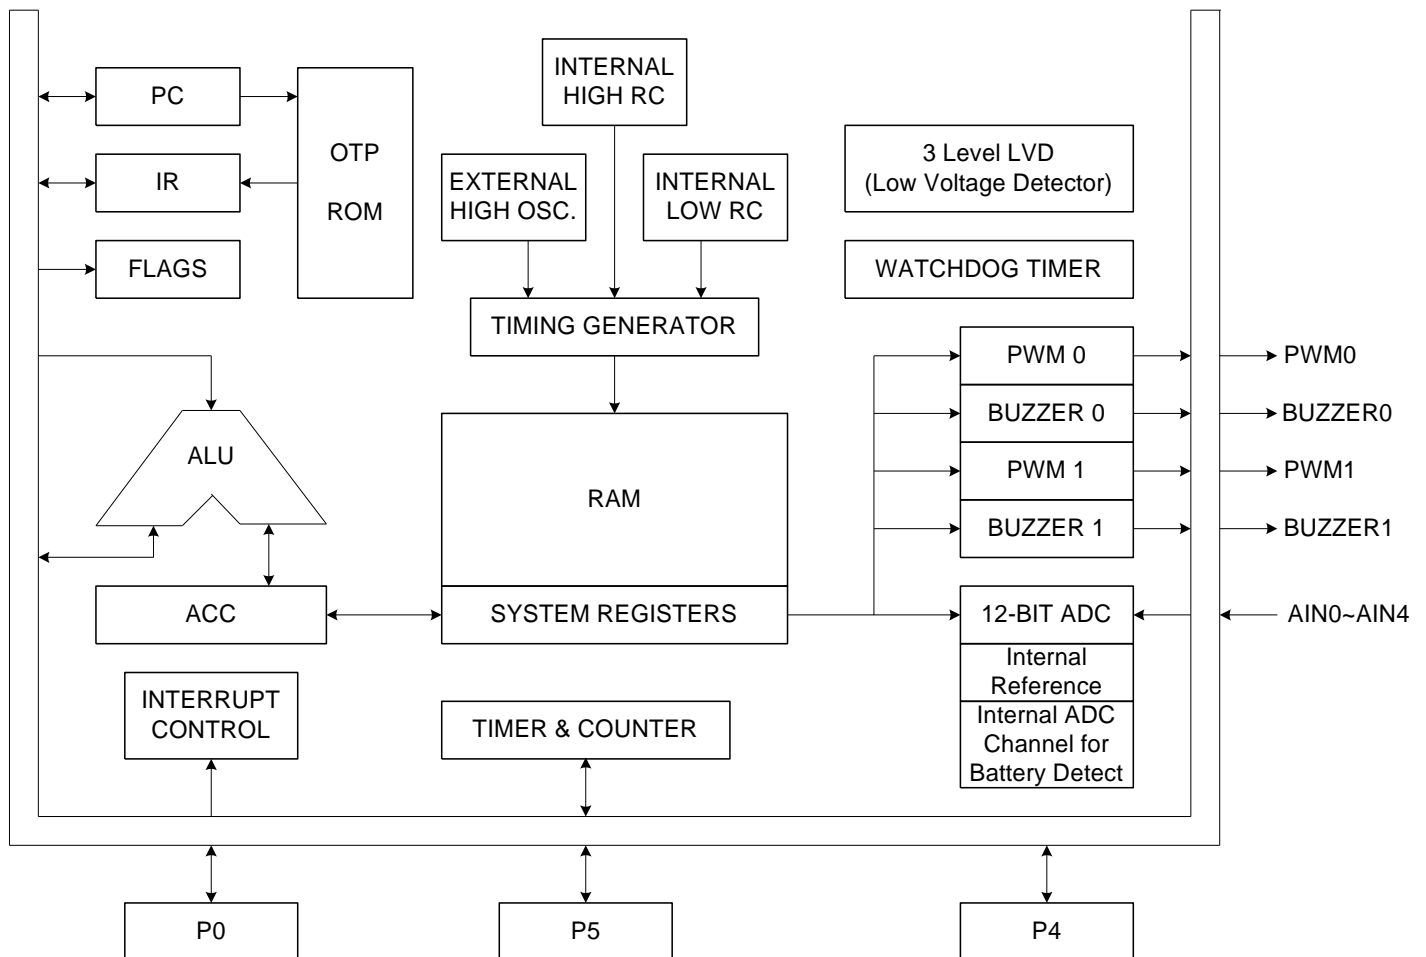 PC
IR
FLAGS
OTP
ROM
INTERNAL
HIGH RC
EXTERNAL
HIGH OSC.
INTERNAL
LOW RC
TIMING GENERATOR
3 Level LVD
(Low Voltage Detector)
WATCHDOG TIMER
PWM 0
PWM0
BUZZER 0
BUZZER0
PWM 1
PWM1
BUZZER 1
BUZZER1
ALU
RAM
ACC
SYSTEM REGISTERS
12-BIT ADC
AIN0~AIN4
Internal
Reference
Internal ADC
Channel for
Battery Detect
INTERRUPT
CONTROL
TIMER & COUNTER
P0
P5
P4